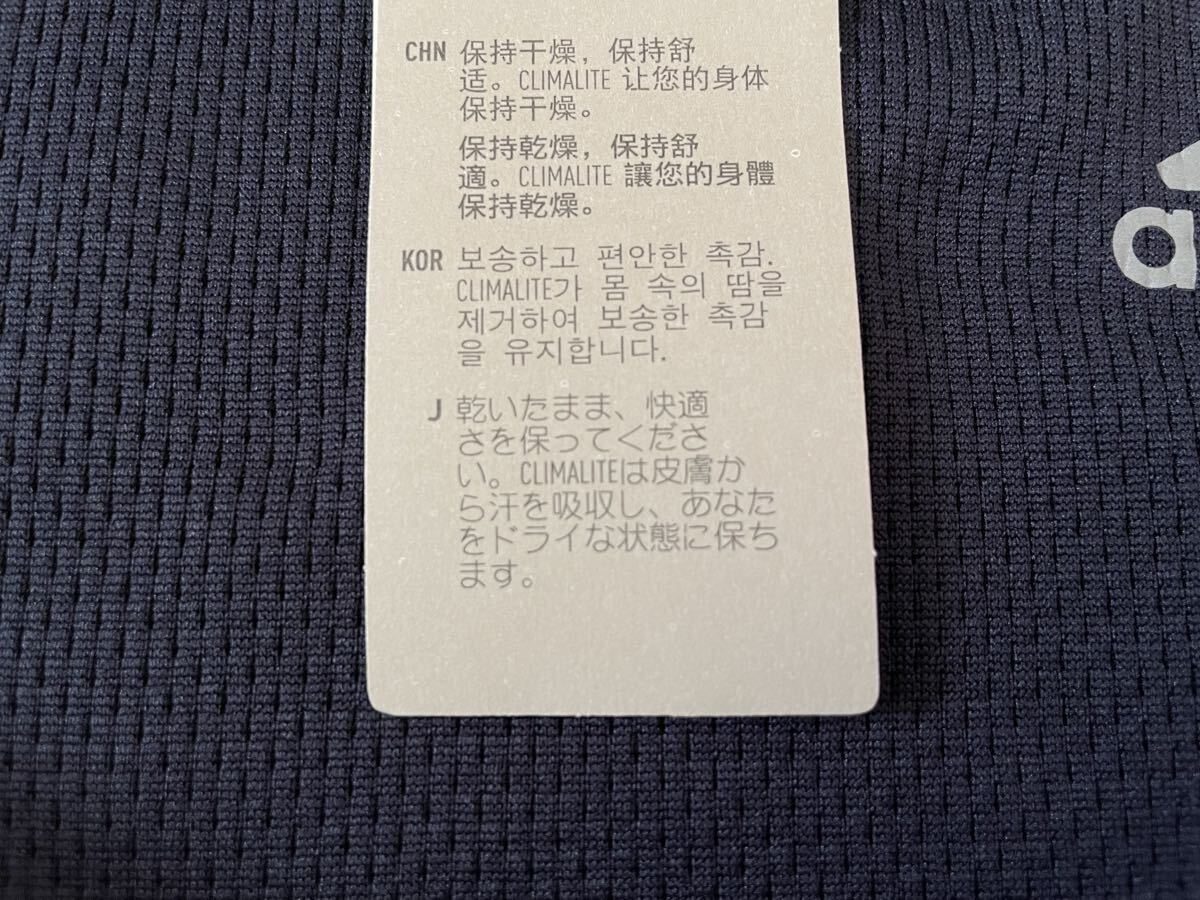 CHN 保持干燥，保持舒
适。CLIMALITE 让您的身体
保持干燥。
保持乾燥，保持舒
適。CLIMALITE 讓您的身體
保持乾燥。
KOR 보송하고 편안한 촉감.
CLIMALITE가 몸 속의 땀을
제거하여 보송한 촉감
을 유지합니다.
J 乾いたまま、快適
さを保ってくださ
い。CLIMALITEは皮膚か
ら汗を吸収し、あなた
をドライな状態に保ち
ます。
a